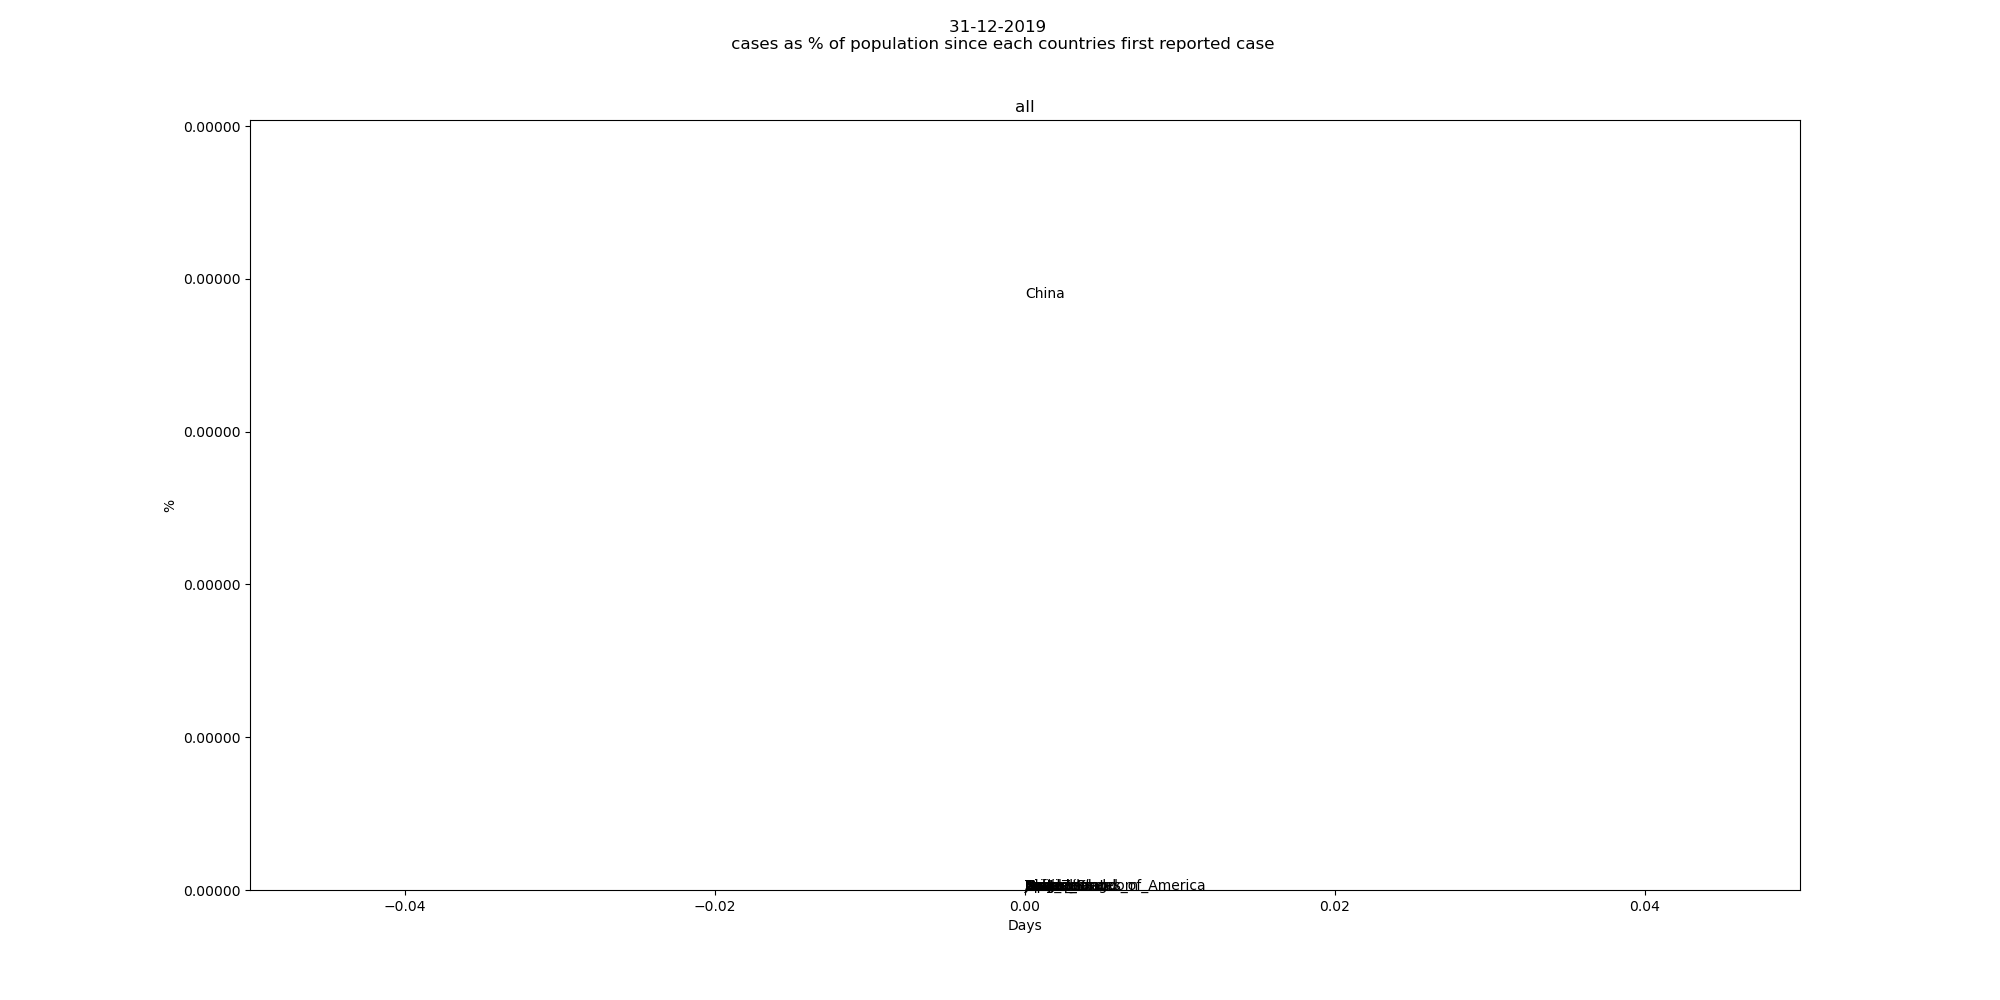 31-12-2019
cases as % of population since each countries first reported case
all
0.00000
0.00000
China
0.00000
%
0.00000
0.00000
0.00000
of_America
−0.04
−0.02
0.00
0.02
0.04
Days